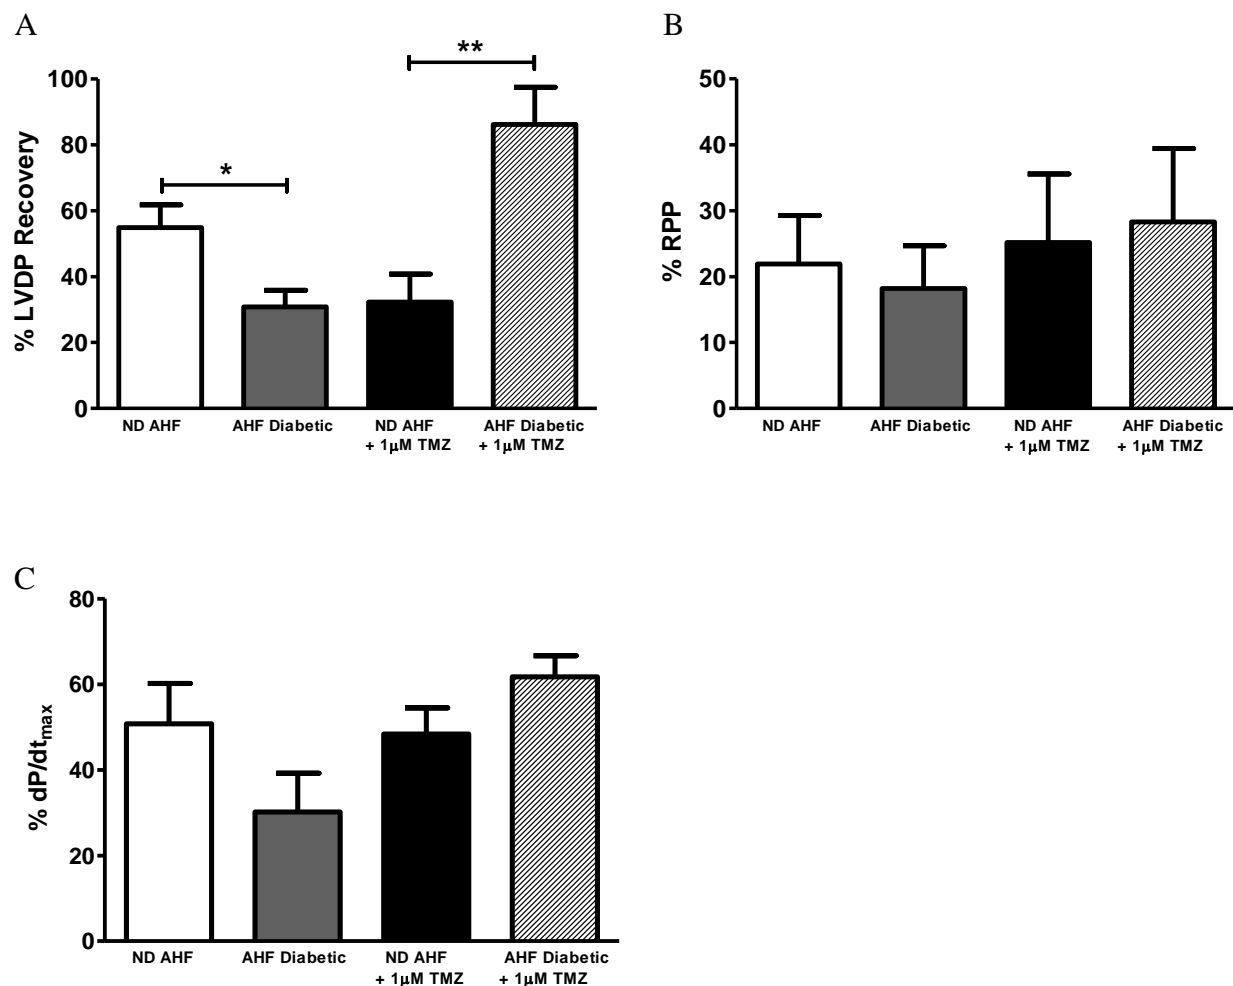 A
% LVDP Recovery
100
80
60
40
20
0
*
**
ND AHF
AHF Diabetic
ND AHF
+ 1μM TMZ
AHF Diabetic
+ 1μM TMZ
B
% RPP
50
40
30
20
10
0
ND AHF
AHF Diabetic
ND AHF
+ 1μM TMZ
AHF Diabetic
+ 1μM TMZ
C
% dP/dtmax
80
60
40
20
0
ND AHF
AHF Diabetic
ND AHF
+ 1μM TMZ
AHF Diabetic
+ 1μM TMZ